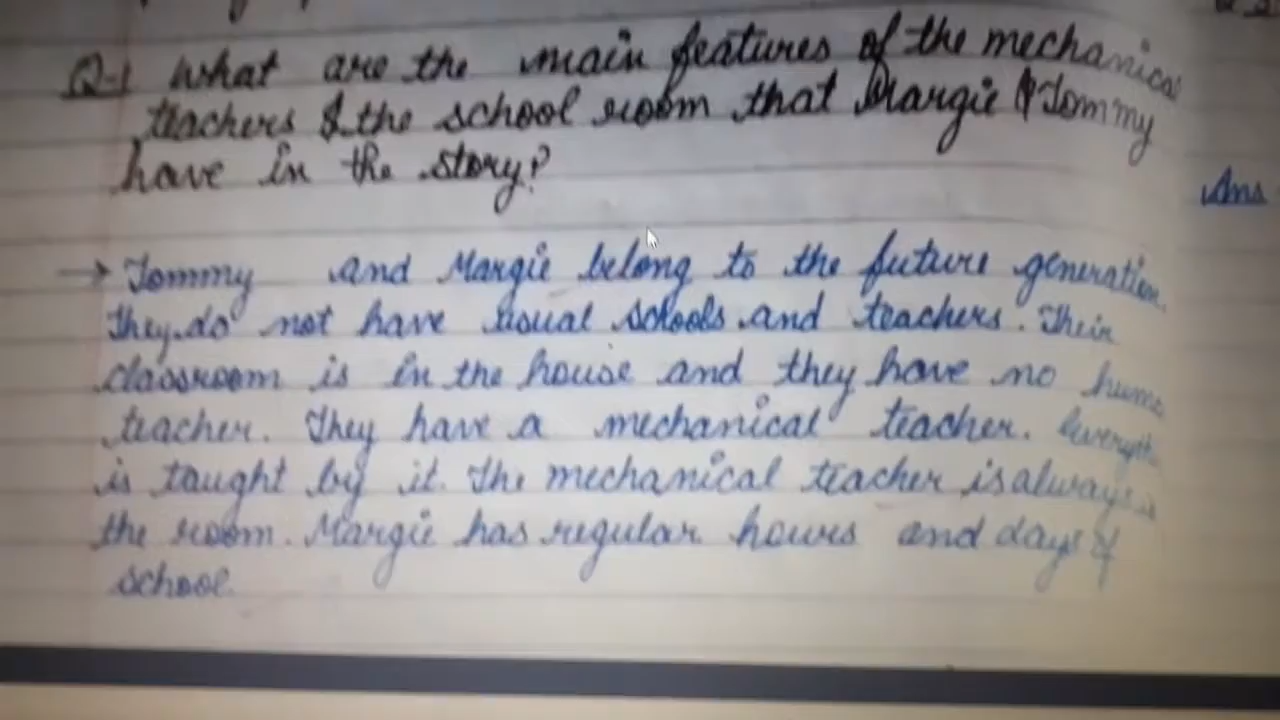 Q-1 What are the main features of the mechanical
teachers & the school room that Margie & Tommy
have in the story?
Ans
→ Tommy and Margie belong to the future generation.
They do not have usual schools and teachers. Their
classroom is in the house and they have no
teacher. They have a mechanical teacher.
is taught by it. The mechanical teacher is always
the room. Margie has regular hours and days of
school.